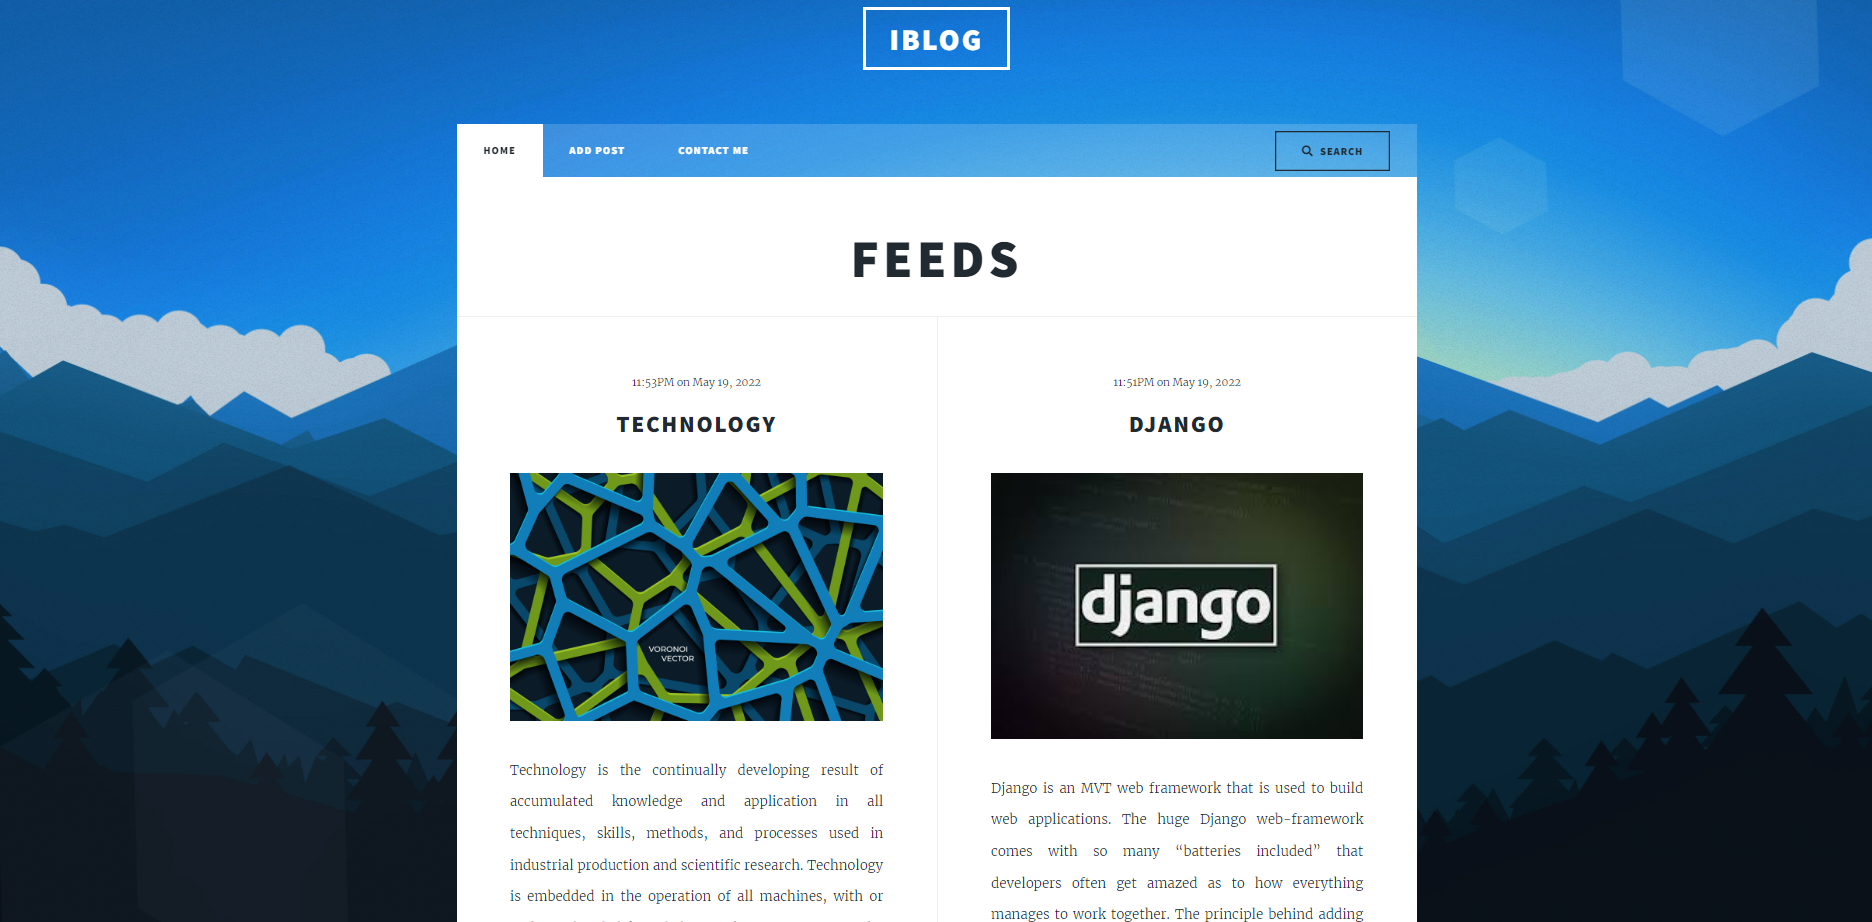 IBLOG
HOME
ADD POST
CONTACT ME
SEARCH
FEEDS
11:53PM on May 19, 2022
TECHNOLOGY
VORONOI
VECTOR
Technology is the continually developing result of
accumulated knowledge and application in all
techniques, skills, methods, and processes used in
industrial production and scientific research. Technology
is embedded in the operation of all machines, with or
11:51PM on May 19, 2022
DJANGO
django
Django is an MVT web framework that is used to build
web applications. The huge Django web-framework
comes with so many “batteries included” that
developers often get amazed as to how everything
manages to work together. The principle behind adding